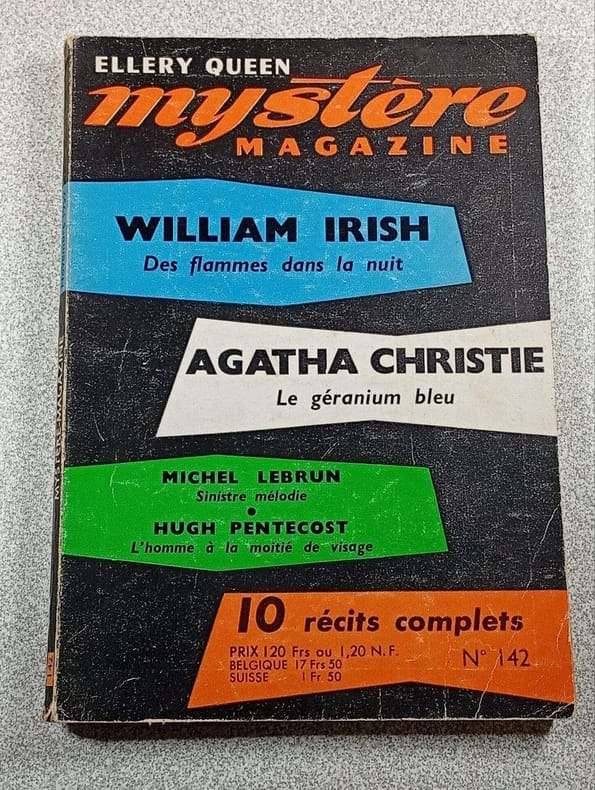 ELLERY QUEEN
mystère
MAGAZINE
WILLIAM IRISH
Des flammes dans la nuit
AGATHA CHRISTIE
Le géranium bleu
MICHEL LEBRUN
Sinistre mélodie
•
HUGH PENTECOST
L'homme à la moitié de visage
10 récits complets
PRIX 120 Frs ou 1,20 N.F.
BELGIQUE 17 Frs 50
SUISSE 1 Fr 50
N° 142
142